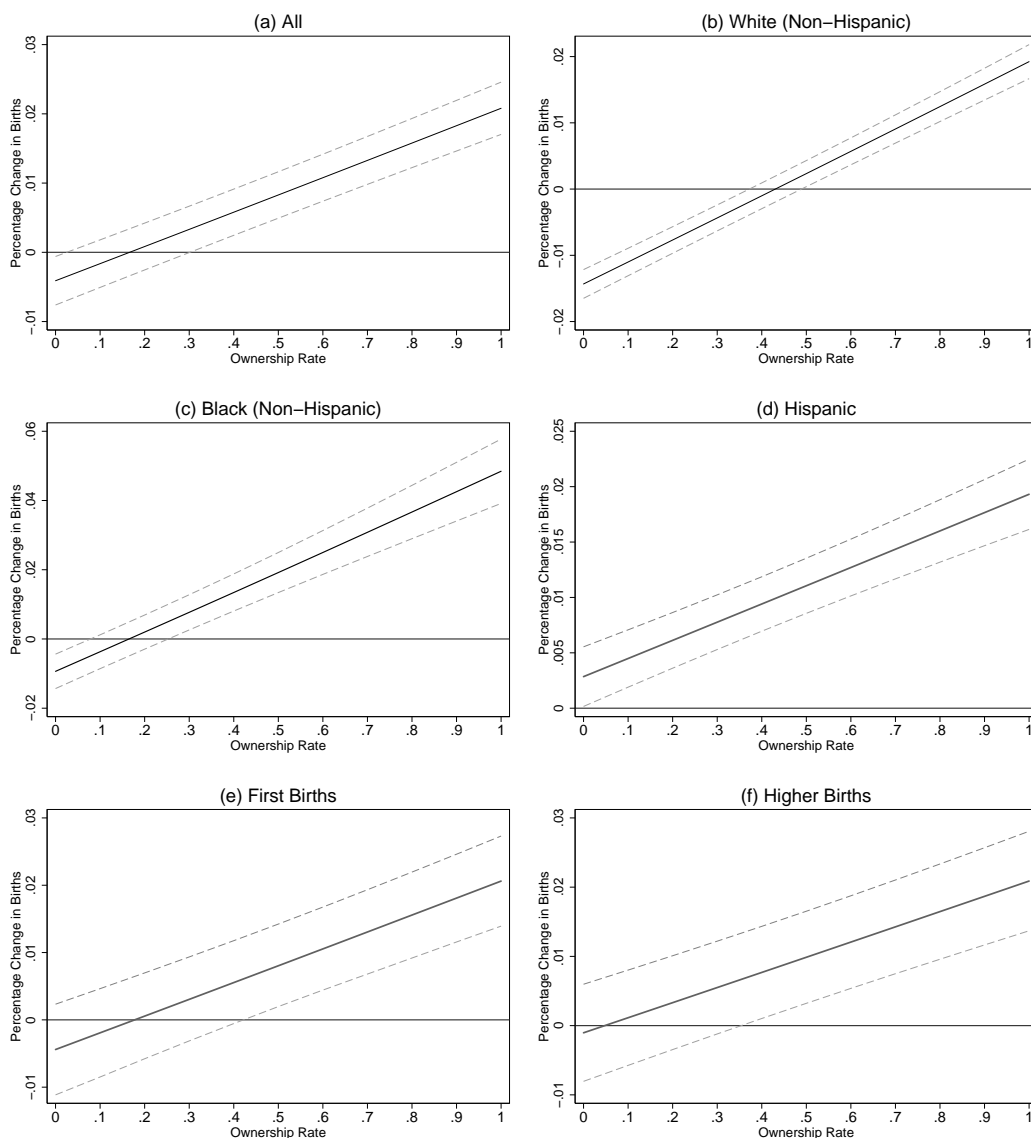 (a) All
Percentage Change in Births
−.01 0 .01 .02 .03
0 .1 .2 .3 .4 .5 .6 .7 .8 .9 1
Ownership Rate
(b) White (Non−Hispanic)
Percentage Change in Births
−.02 −.01 0 .01 .02
0 .1 .2 .3 .4 .5 .6 .7 .8 .9 1
Ownership Rate
(c) Black (Non−Hispanic)
Percentage Change in Births
−.02 0 .02 .04 .06
0 .1 .2 .3 .4 .5 .6 .7 .8 .9 1
Ownership Rate
(d) Hispanic
Percentage Change in Births
0 .005 .01 .015 .02 .025
0 .1 .2 .3 .4 .5 .6 .7 .8 .9 1
Ownership Rate
(e) First Births
Percentage Change in Births
−.01 0 .01 .02 .03
0 .1 .2 .3 .4 .5 .6 .7 .8 .9 1
Ownership Rate
(f) Higher Births
Percentage Change in Births
−.01 0 .01 .02 .03
0 .1 .2 .3 .4 .5 .6 .7 .8 .9 1
Ownership Rate